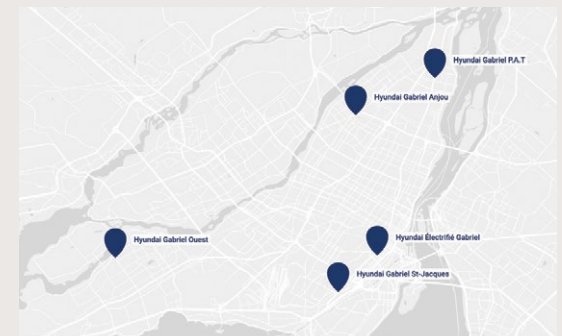 Hyundai Gabriel P.A.T
Hyundai Gabriel Anjou
Hyundai Électrifié Gabriel
Hyundai Gabriel Ouest
Hyundai Gabriel St-Jacques